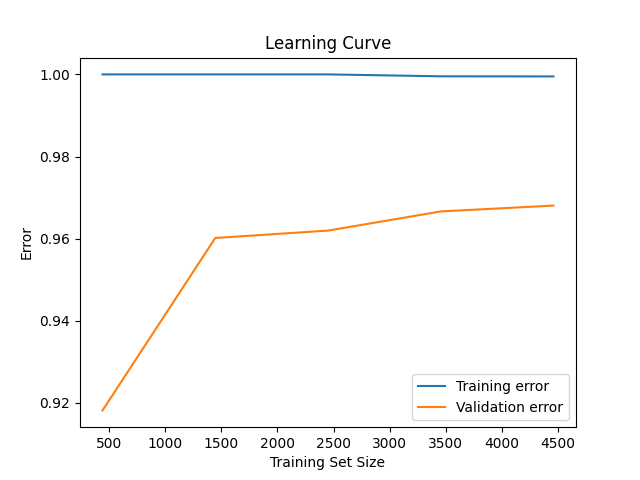 Learning Curve
1.00
0.98
0.96
0.94
0.92
Error
500 1000 1500 2000 2500 3000 3500 4000 4500
Training Set Size
Training error
Validation error